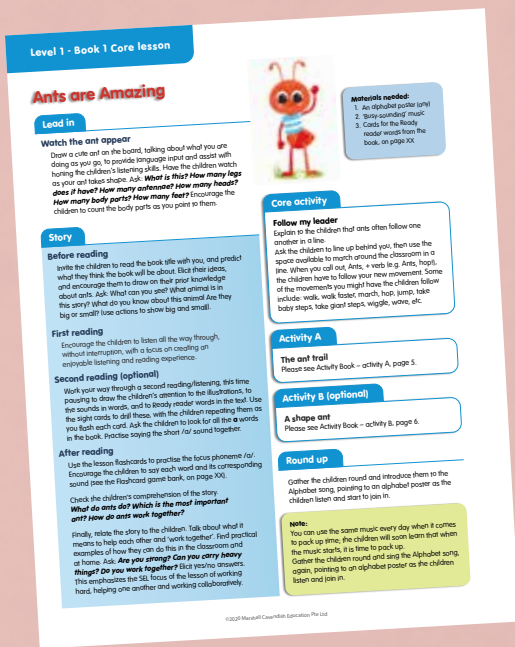 Level 1 - Book 1 Core lesson
Ants are Amazing
Lead in
Watch the ant appear
Draw a cute ant on the board, talking about what you are
doing as you go, to provide language input and assist with
honing the children's listening skills. Have the children watch
as your ant takes shape. Ask: What is this? How many legs
does it have? How many antennae? How many heads?
How many body parts? How many feet? Encourage the
children to count the body parts as you point to them.
Materials needed:
1. An alphabet poster (any)
2. 'Busy-sounding' music
3. Cards for the Ready
reader words from the
book, on page XX
Story
Before reading
Invite the children to read the book title with you, and predict
what they think the book will be about. Elicit their ideas,
and encourage them to draw on their prior knowledge
about ants. Ask: What can you see? What animal is in
this story? What do you know about this animal Are they
big or small? (use actions to show big and small).
First reading
Encourage the children to listen all the way through,
without interruption, with a focus on creating an
enjoyable listening and reading experience.
Second reading (optional)
Work your way through a second reading/listening, this time
pausing to draw the children's attention to the illustrations, to
the sounds in words, and to Ready reader words in the text. Use
the sight cards to drill these, with the children repeating them as
you flash each card. Ask the children to look for all the a words
in the book. Practise saying the short /a/ sound together.
After reading
Use the lesson flashcards to practise the focus phoneme /a/.
Encourage the children to say each word and its corresponding
sound (see the Flashcard game bank, on page XX).
Check the children's comprehension of the story.
What do ants do? Which is the most important
ant? How do ants work together?
Finally, relate the story to the children. Talk about what it
means to help each other and 'work together'. Find practical
examples of how they can do this in the classroom and
at home. Ask: Are you strong? Can you carry heavy
things? Do you work together? Elicit yes/no answers.
This emphasizes the SEL focus of the lesson of working
hard, helping one another and working collaboratively.
Core activity
Follow my leader
Explain to the children that ants often follow one
another in a line.
Ask the children to line up behind you, then use the
space available to march around the classroom in a
line. When you call out, Ants, + verb (e.g. Ants, hop!),
the children have to follow your new movement. Some
of the movements you might have the children follow
include: walk, walk faster, march, hop, jump, take
baby steps, take giant steps, wiggle, wave, etc.
Activity A
The ant trail
Please see Activity Book – activity A, page 5.
Activity B (optional)
A shape ant
Please see Activity Book – activity B, page 6.
Round up
Gather the children round and introduce them to the
Alphabet song, pointing to an alphabet poster as the
children listen and start to join in.
Note:
You can use the same music every day when it comes
to pack up time; the children will soon learn that when
the music starts, it is time to pack up.
Gather the children round and sing the Alphabet song,
again, pointing to an alphabet poster as the children
listen and join in.
©2020 Marshall Cavendish Education Pte Ltd